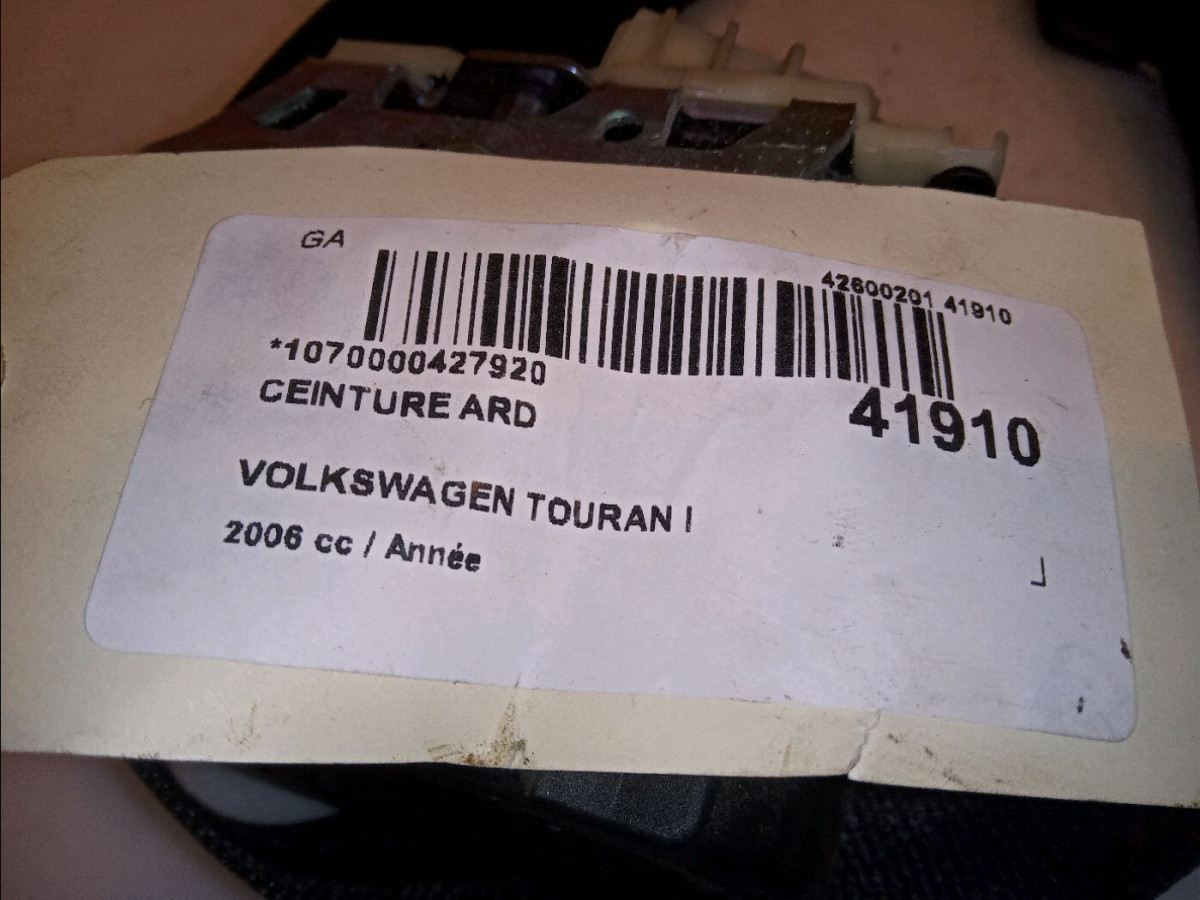 GA
42600201 41910
*1070000427920
CEINTURE ARD
41910
VOLKSWAGEN TOURAN I
2006 cc / Année